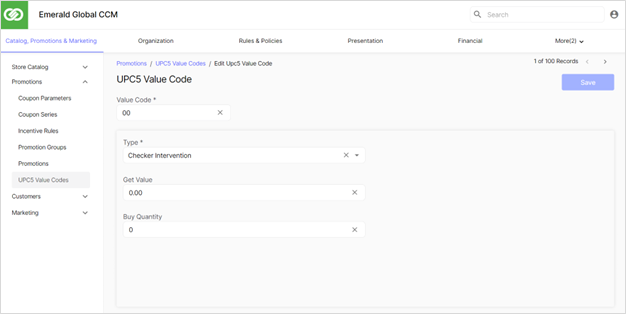 Emerald Global CCM
Search
Catalog, Promotions & Marketing
Organization
Rules & Policies
Presentation
Financial
More(2)
Store Catalog
Promotions
Coupon Parameters
Coupon Series
Incentive Rules
Promotion Groups
Promotions
UPC5 Value Codes
Customers
Marketing
Promotions / UPC5 Value Codes / Edit Upc5 Value Code
1 of 100 Records
UPC5 Value Code
Save
Value Code *
00
Type *
Checker Intervention
Get Value
0.00
Buy Quantity
0